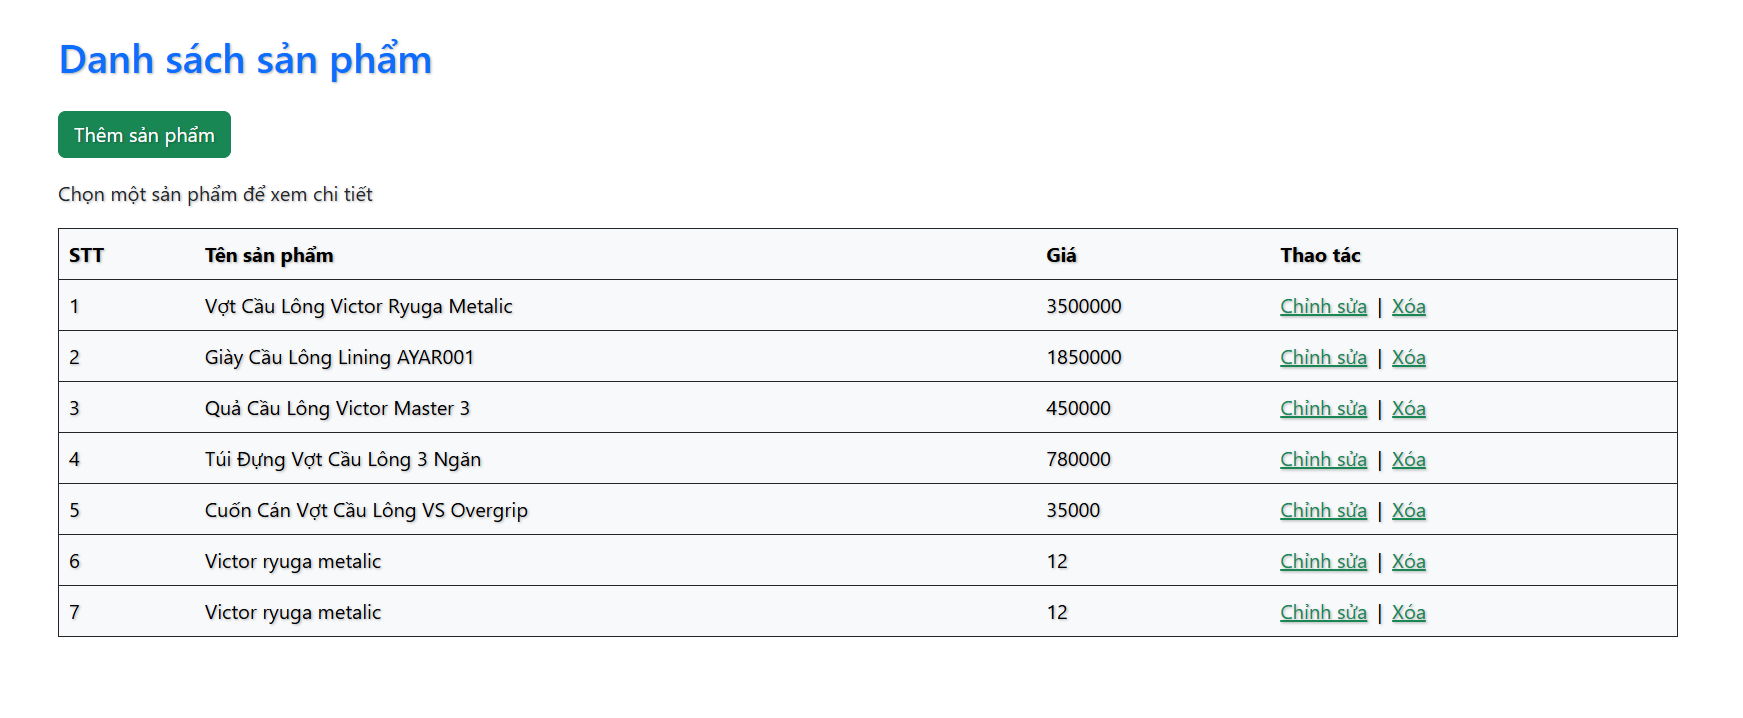 Danh sách sản phẩm
Thêm sản phẩm
Chọn một sản phẩm để xem chi tiết
STT Tên sản phẩm Giá Thao tác
1 Vợt Cầu Lông Victor Ryuga Metalic 3500000 Chỉnh sửa | Xóa
2 Giày Cầu Lông Lining AYAR001 1850000 Chỉnh sửa | Xóa
3 Quả Cầu Lông Victor Master 3 450000 Chỉnh sửa | Xóa
4 Túi Đựng Vợt Cầu Lông 3 Ngăn 780000 Chỉnh sửa | Xóa
5 Cuốn Cán Vợt Cầu Lông VS Overgrip 35000 Chỉnh sửa | Xóa
6 Victor ryuga metalic 12 Chỉnh sửa | Xóa
7 Victor ryuga metalic 12 Chỉnh sửa | Xóa